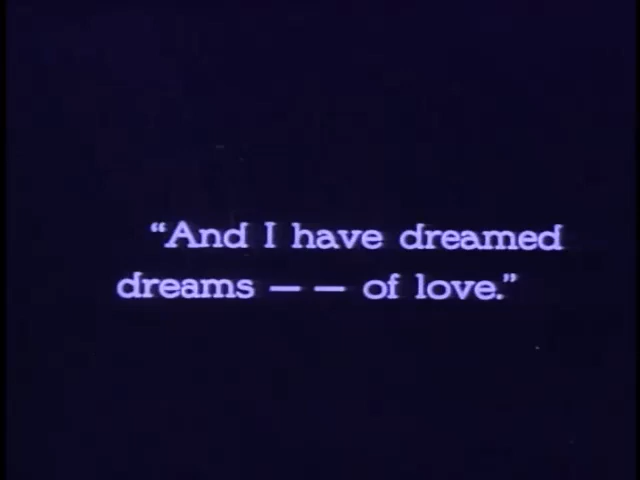 “And I have dreamed
dreams — — of love.”